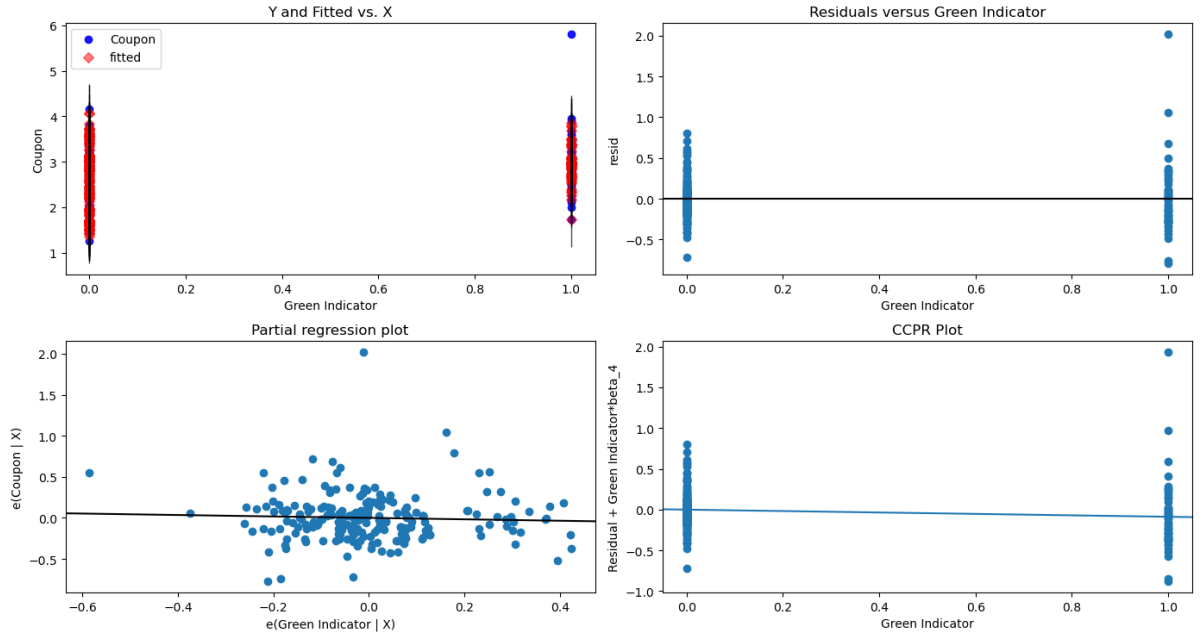 Y and Fitted vs. X
Coupon
fitted
6
5
4
3
2
1
Coupon
0.0 0.2 0.4 0.6 0.8 1.0
Green Indicator
Residuals versus Green Indicator
2.0
1.5
1.0
0.5
0.0
−0.5
resid
0.0 0.2 0.4 0.6 0.8 1.0
Green Indicator
Partial regression plot
2.0
1.5
1.0
0.5
0.0
−0.5
e(Coupon | X)
−0.6 −0.4 −0.2 0.0 0.2 0.4
e(Green Indicator | X)
CCPR Plot
2.0
1.5
1.0
0.5
0.0
−0.5
−1.0
Residual + Green Indicator*beta_4
0.0 0.2 0.4 0.6 0.8 1.0
Green Indicator